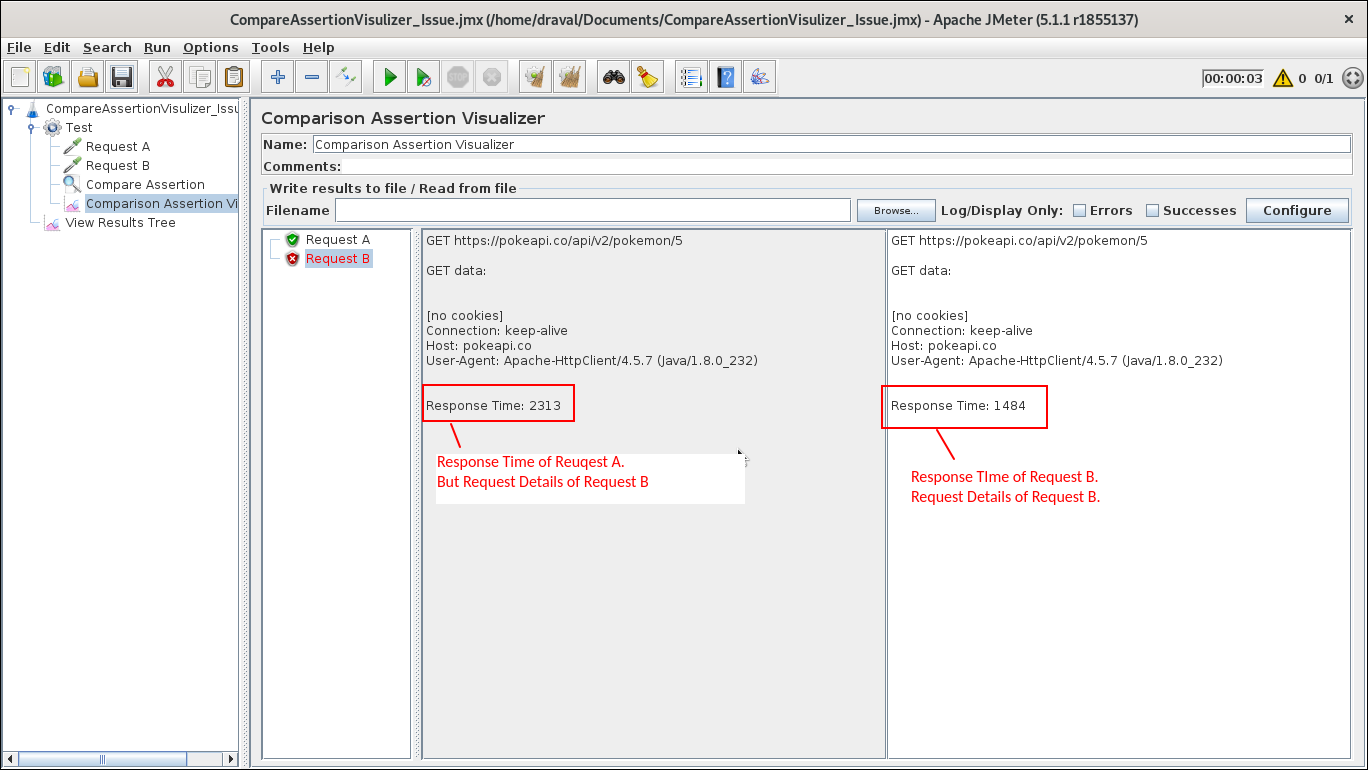 CompareAssertionVisulizer_Issue.jmx (/home/draval/Documents/CompareAssertionVisulizer_Issue.jmx) - Apache JMeter (5.1.1 r1855137)
File Edit Search Run Options Tools Help
00:00:03 0 0/1
CompareAssertionVisulizer_Issu
Test
Request A
Request B
Compare Assertion
Comparison Assertion Vi
View Results Tree
Comparison Assertion Visualizer
Name: Comparison Assertion Visualizer
Comments:
Write results to file / Read from file
Filename Browse... Log/Display Only: Errors Successes Configure
Request A
Request B
GET https://pokeapi.co/api/v2/pokemon/5
GET data:
[no cookies]
Connection: keep-alive
Host: pokeapi.co
User-Agent: Apache-HttpClient/4.5.7 (Java/1.8.0_232)
Response Time: 2313
Response Time of Reuqest A.
But Request Details of Request B
GET https://pokeapi.co/api/v2/pokemon/5
GET data:
[no cookies]
Connection: keep-alive
Host: pokeapi.co
User-Agent: Apache-HttpClient/4.5.7 (Java/1.8.0_232)
Response Time: 1484
Response TIme of Request B.
Request Details of Request B.